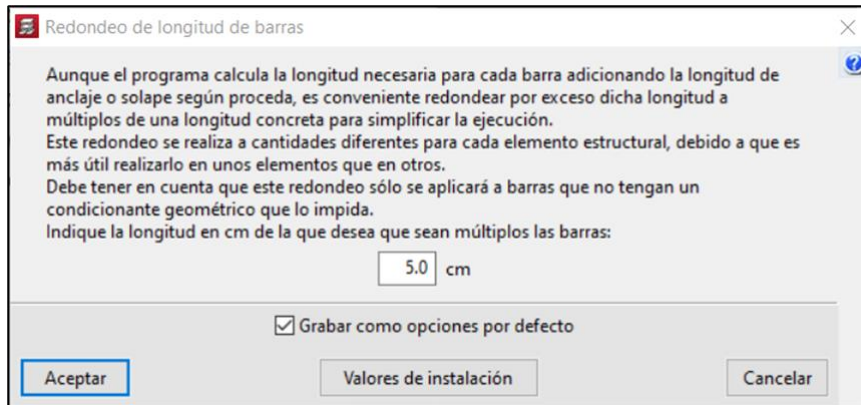 Redondeo de longitud de barras
Aunque el programa calcula la longitud necesaria para cada barra adicionando la longitud de
anclaje o solape según proceda, es conveniente redondear por exceso dicha longitud a
múltiplos de una longitud concreta para simplificar la ejecución.
Este redondeo se realiza a cantidades diferentes para cada elemento estructural, debido a que es
más útil realizarlo en unos elementos que en otros.
Debe tener en cuenta que este redondeo sólo se aplicará a barras que no tengan un
condicionante geométrico que lo impida.
Indique la longitud en cm de la que desea que sean múltiplos las barras:
5.0 cm
Grabar como opciones por defecto
Aceptar Valores de instalación Cancelar